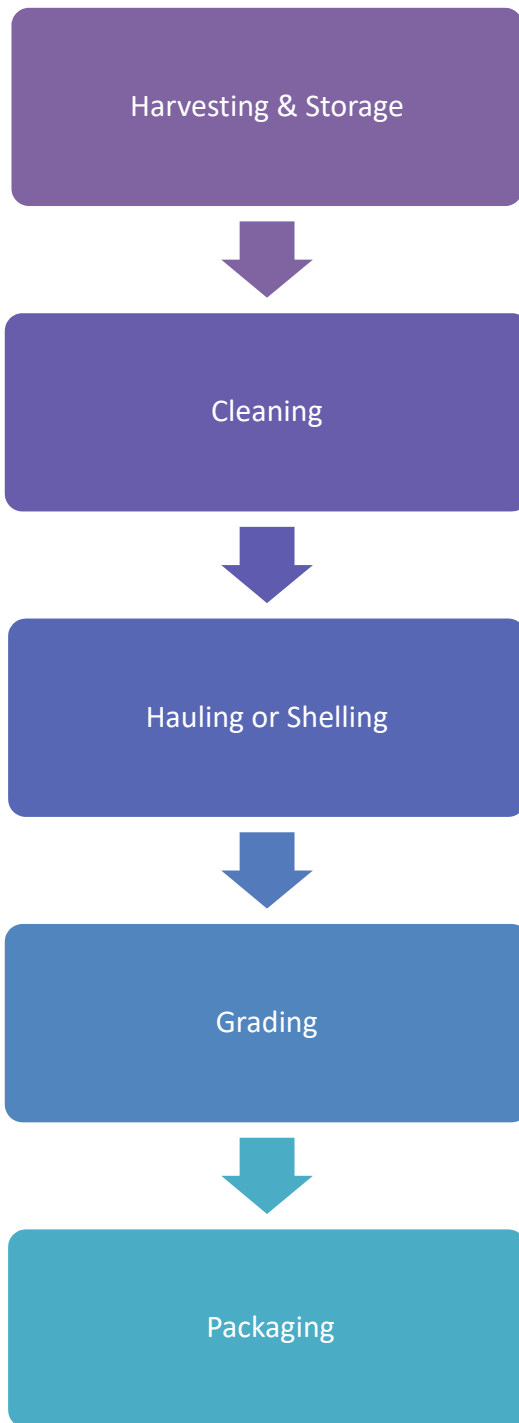 Harvesting & Storage
Cleaning
Hauling or Shelling
Grading
Packaging